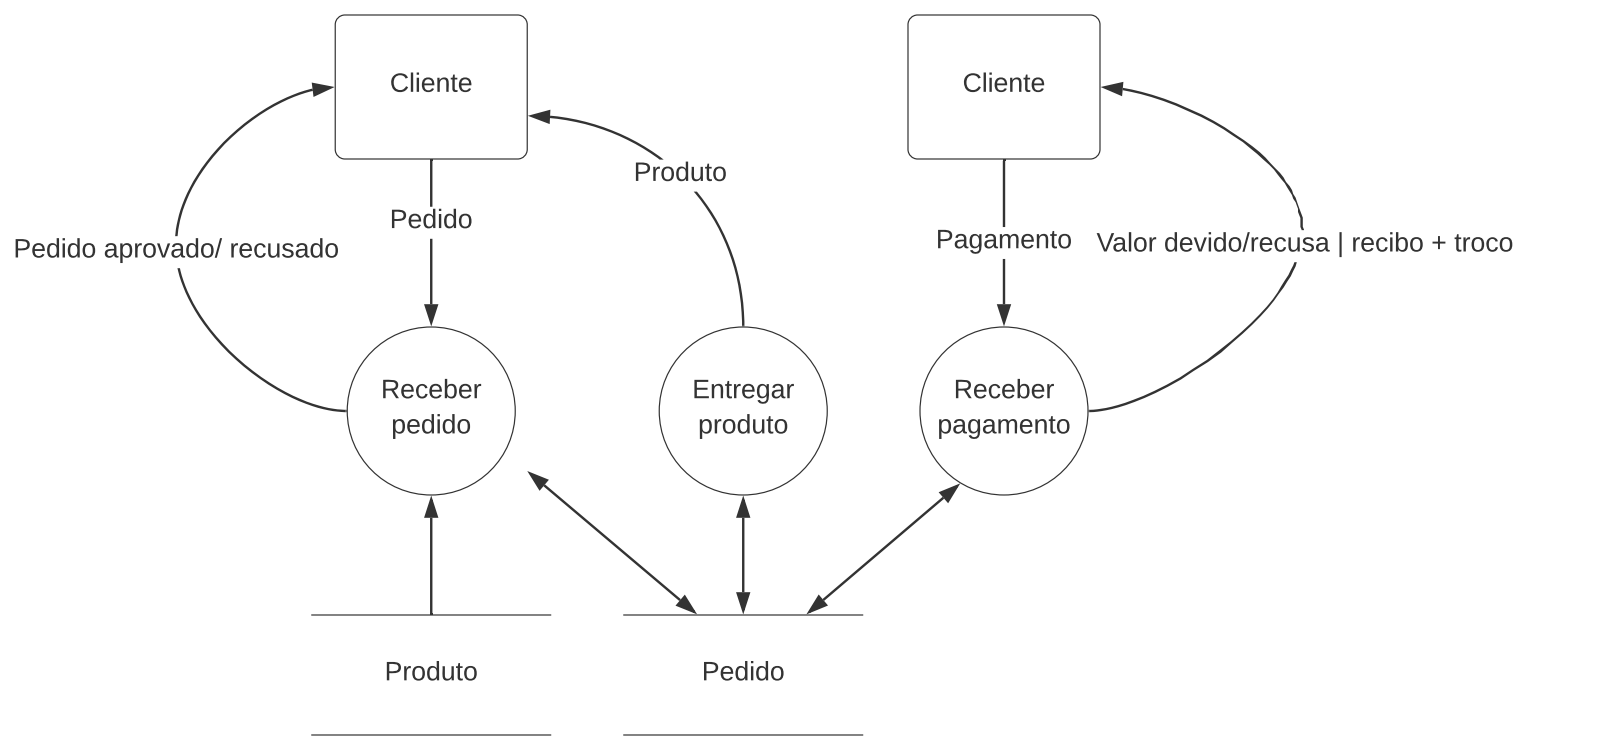 Cliente
Cliente
Produto
Pedido
Pagamento
Valor devido/recusa | recibo + troco
Pedido aprovado/ recusado
Receber
pedido
Entregar
produto
Receber
pagamento
Produto
Pedido